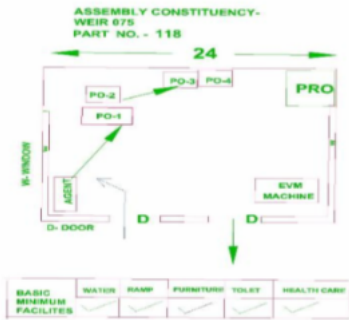 ASSEMBLY CONSTITUENCY-
WEIR 075
PART NO. - 118
24
PO-3 PO-4
PO-2
PRO
PO-1
W- WINDOW
AGENT
EVM
MACHINE
D- DOOR
D
D
BASIC
MINIMUM
FACILITES
WATER RAMP FURNITURE TOLET HEALTH CARE